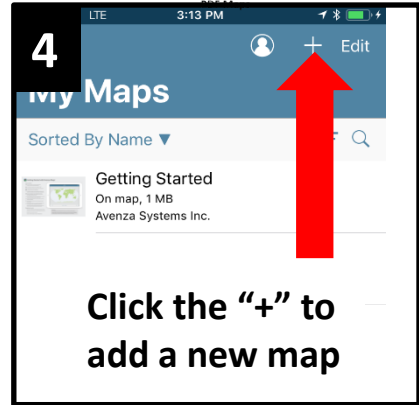 LTE 3:13 PM
4
Edit
My Maps
Sorted By Name ▼
Getting Started
On map, 1 MB
Avenza Systems Inc.
Click the “+” to
add a new map